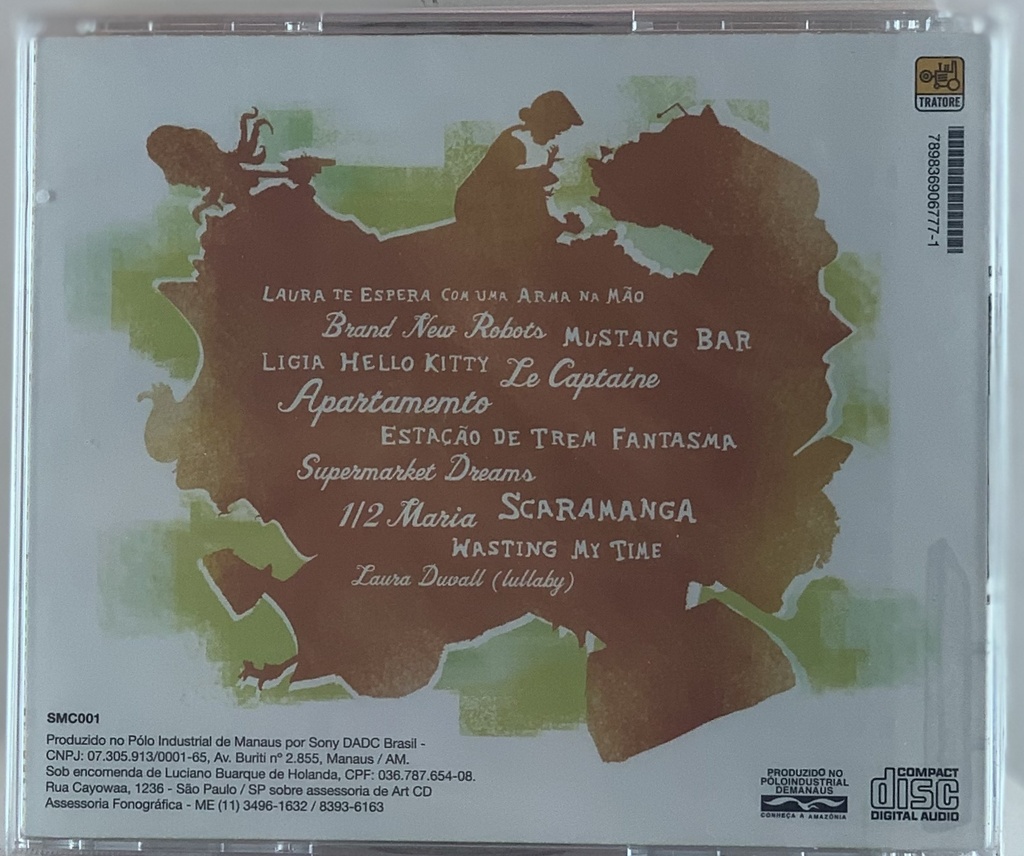 TRATORE
789836906777-1
LAURA TE ESPERA COM UMA ARMA NA MÃO
Brand New Robots MUSTANG BAR
LIGIA HELLO KITTY Le Captaine
Apartamemto
ESTAÇÃO DE TREM FANTASMA
Supermarket Dreams
1/2 Maria SCARAMANGA
WASTING MY TIME
Laura Duvall (lullaby)
SMC001
Produzido no Pólo Industrial de Manaus por Sony DADC Brasil -
CNPJ: 07.305.913/0001-65, Av. Buriti nº 2.855, Manaus / AM.
Sob encomenda de Luciano Buarque de Holanda, CPF: 036.787.654-08.
Rua Cayowaa, 1236 - São Paulo / SP sobre assessoria de Art CD
Assessoria Fonográfica - ME (11) 3496-1632 / 8393-6163
PRODUZIDO NO
PÓLOINDUSTRIAL
DEMANAUS
CONHEÇA A AMAZÔNIA
COMPACT
disc
DIGITAL AUDIO